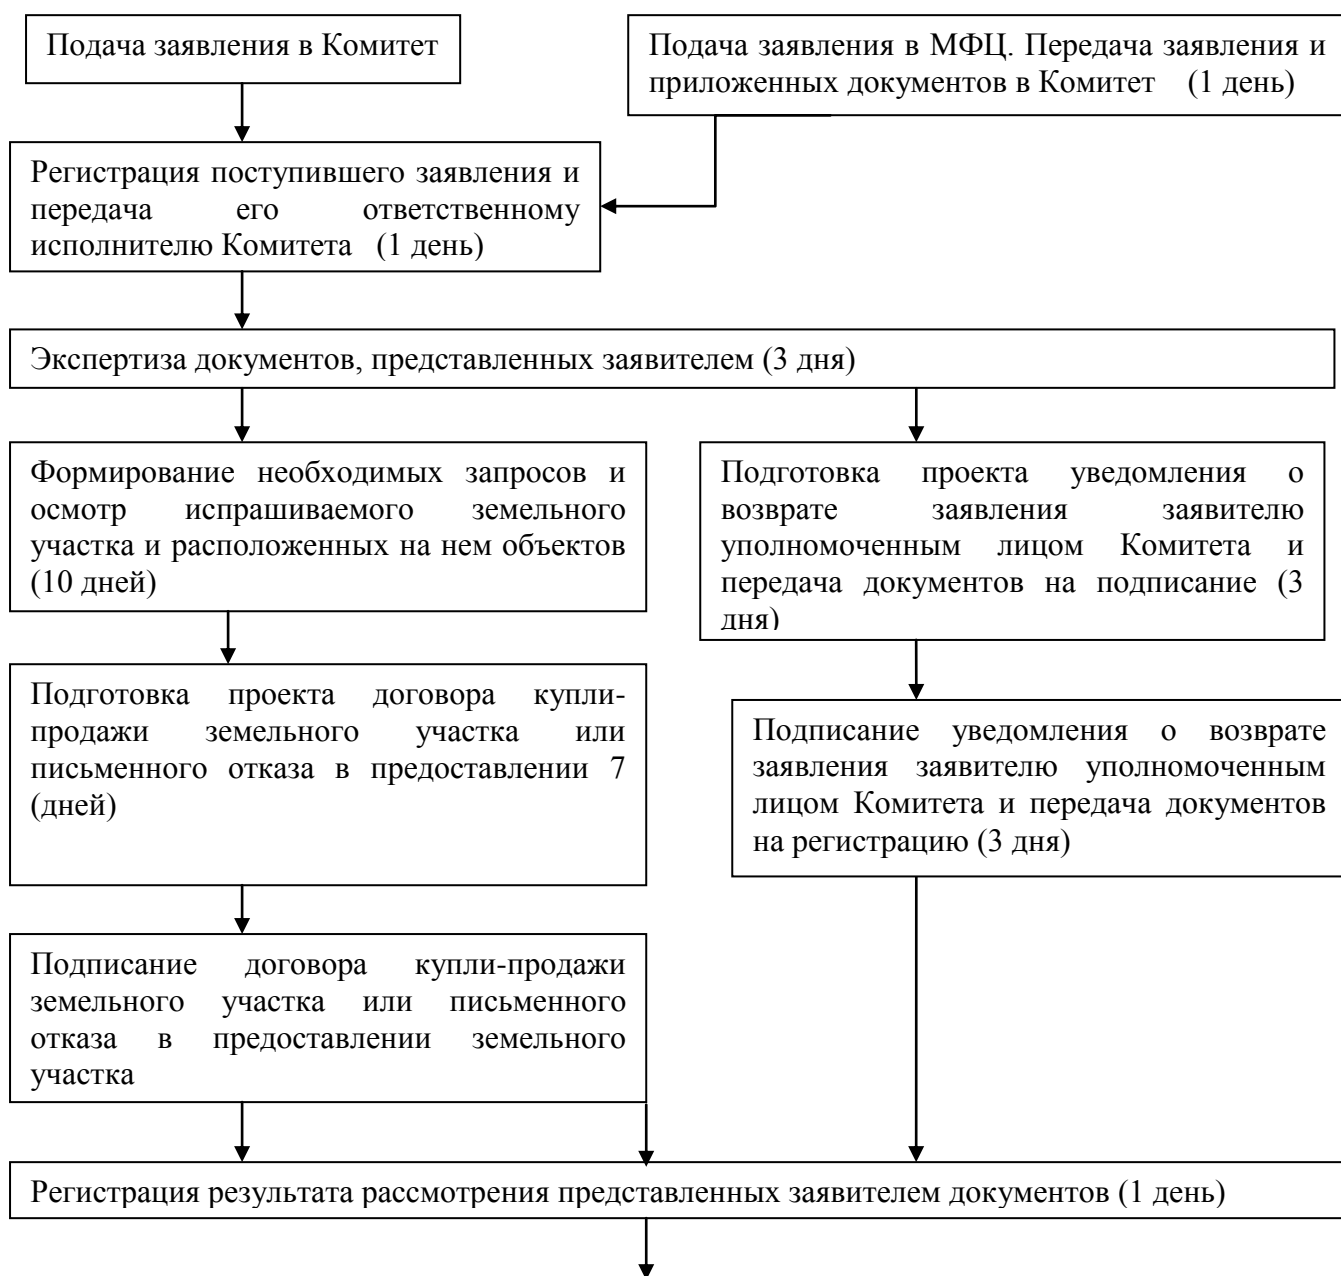 Подача заявления в Комитет
Подача заявления в МФЦ. Передача заявления и
приложенных документов в Комитет (1 день)
Регистрация поступившего заявления и
передача его ответственному
исполнителю Комитета (1 день)
Экспертиза документов, представленных заявителем (3 дня)
Формирование необходимых запросов и
осмотр испрашиваемого земельного
участка и расположенных на нем объектов
(10 дней)
Подготовка проекта уведомления о
возврате заявления заявителю
уполномоченным лицом Комитета и
передача документов на подписание (3
дня)
Подготовка проекта договора купли-
продажи земельного участка или
письменного отказа в предоставлении 7
(дней)
Подписание уведомления о возврате
заявления заявителю уполномоченным
лицом Комитета и передача документов
на регистрацию (3 дня)
Подписание договора купли-продажи
земельного участка или письменного
отказа в предоставлении земельного
участка
Регистрация результата рассмотрения представленных заявителем документов (1 день)